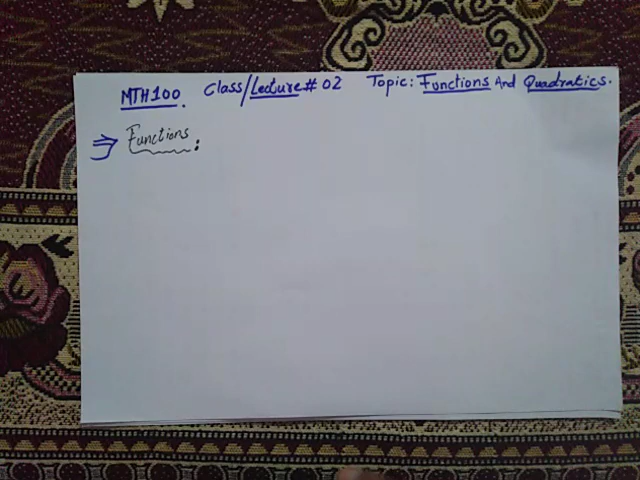 MTH100. Class/Lecture # 02 Topic: Functions And Quadratics.
⇒ Functions: